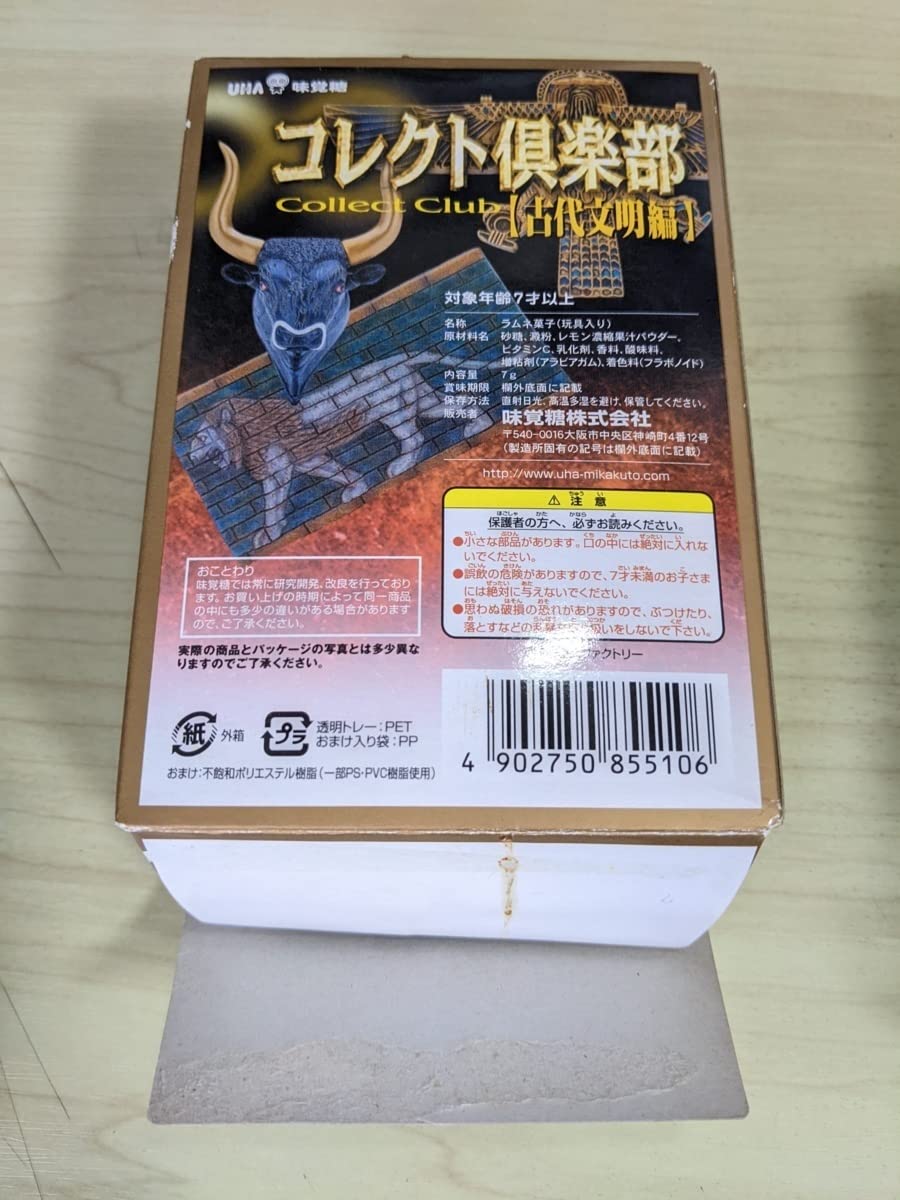 UHA 味覚糖
コレクト倶楽部
Collect Club
【古代文明編】
対象年齢7才以上
名称 ラムネ菓子(玩具入り)
原材料名 砂糖、澱粉、レモン濃縮果汁パウダー、
ビタミンC、乳化剤、香料、酸味料、
増粘剤(アラビアガム)、着色料(フラボノイド)
内容量 7g
賞味期限 欄外底面に記載
保存方法 直射日光、高温多湿を避け、保管してください。
販売者 味覚糖株式会社
〒540-0016大阪市中央区神崎町4番12号
(製造所固有の記号は欄外底面に記載)
http://www.uha-mikakuto.com
⚠ 注意
保護者の方へ、必ずお読みください。
●小さな部品があります。口の中には絶対に入れな
いでください。
●誤飲の危険がありますので、7才未満のお子さま
には絶対に与えないでください。
●思わぬ破損の恐れがありますので、ぶつけたり、
落とすなどの乱暴な取扱いをしないで下さい。
ファクトリー
おことわり
味覚糖では常に研究開発、改良を行っており
ます。お買い上げの時期によって同一商品
の中にも多少の違いがある場合があります
ので、ご了承ください。
実際の商品とパッケージの写真とは多少異な
りますのでご了承ください。
紙 外箱
プラ 透明トレー:PET
おまけ入り袋:PP
おまけ:不飽和ポリエステル樹脂(一部PS・PVC樹脂使用)
4 902750 855106